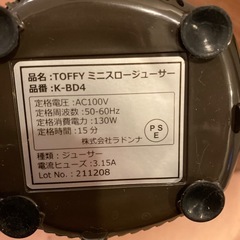 品名:TOFFY ミニスロージューサー
品番:K-BD4
定格電圧:AC100V
定格周波数:50-60Hz
定格消費電力:130W
定格時間:15分
株式会社ラドンナ
P S
E
種類:ジューサー
電流ヒューズ:3.15A
Lot No.:211208